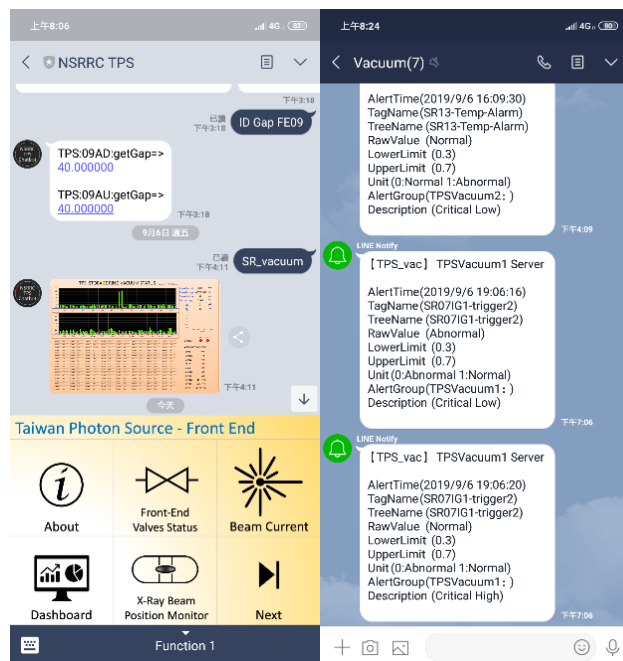 上午8:06
4G
83
NSRRC TPS
下午3:18
已讀
下午3:18
ID Gap FE09
TPS:09AD:getGap=>
40.000000
TPS:09AU:getGap=>
40.000000
下午3:18
9月6日 週五
已讀
下午4:11
SR_vacuum
下午4:11
今天
Taiwan Photon Source - Front End
About
Front-End
Valves Status
Beam Current
Dashboard
X-Ray Beam
Position Monitor
Next
Function 1
上午8:24
4G
80
Vacuum(7)
AlertTime(2019/9/6 16:09:30)
TagName(SR13-Temp-Alarm)
TreeName (SR13-Temp-Alarm)
RawValue (Normal)
LowerLimit (0.3)
UpperLimit (0.7)
Unit(0:Normal 1:Abnormal)
AlertGroup(TPSVacuum2: )
Description (Critical Low)
下午4:09
LINE Notify
【TPS_vac】 TPSVacuum1 Server
AlertTime(2019/9/6 19:06:16)
TagName(SR07IG1-trigger2)
TreeName (SR07IG1-trigger2)
RawValue (Abnormal)
LowerLimit (0.3)
UpperLimit (0.7)
Unit(0:Abnormal 1:Normal)
AlertGroup(TPSVacuum1: )
Description (Critical Low)
下午7:06
LINE Notify
【TPS_vac】 TPSVacuum1 Server
AlertTime(2019/9/6 19:06:20)
TagName(SR07IG1-trigger2)
TreeName (SR07IG1-trigger2)
RawValue (Normal)
LowerLimit (0.3)
UpperLimit (0.7)
Unit(0:Abnormal 1:Normal)
AlertGroup(TPSVacuum1: )
Description (Critical High)
下午7:06